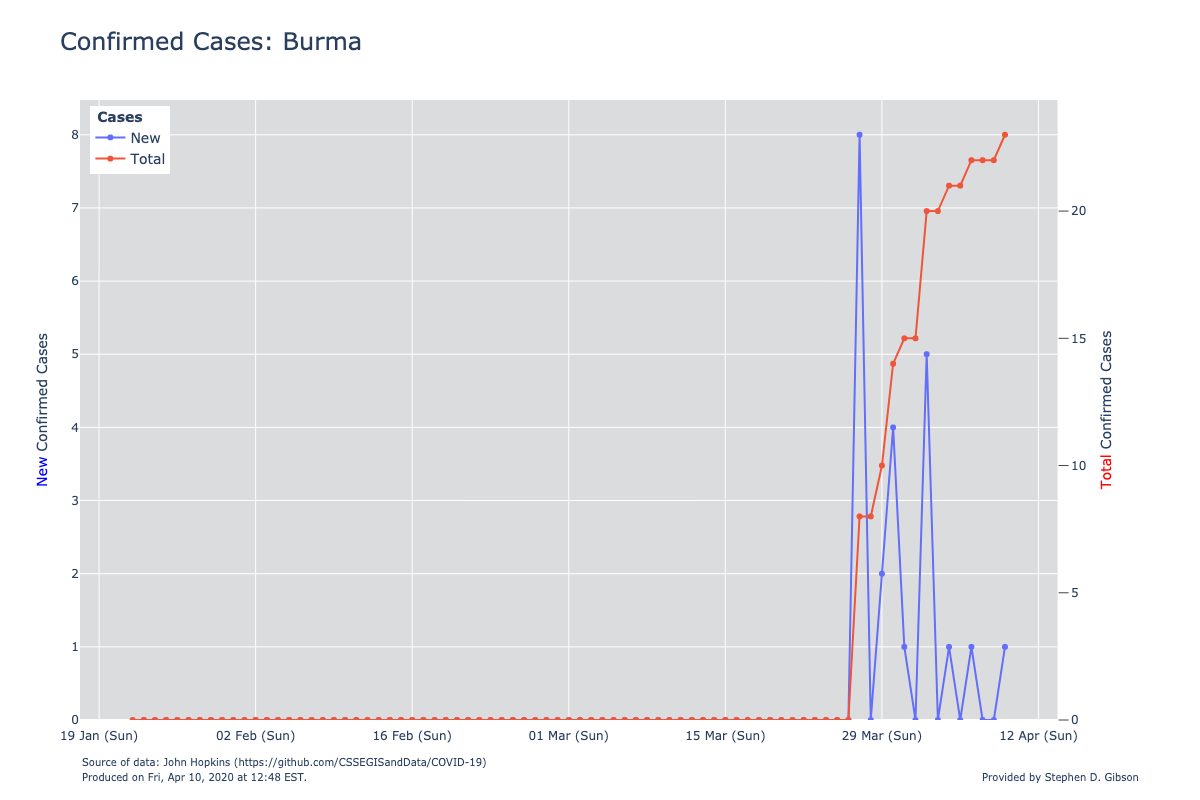 Confirmed Cases: Burma
Cases
New
Total
8
7
6
5
4
3
2
1
0
New Confirmed Cases
20
15
10
5
0
Total Confirmed Cases
19 Jan (Sun)
02 Feb (Sun)
16 Feb (Sun)
01 Mar (Sun)
15 Mar (Sun)
29 Mar (Sun)
12 Apr (Sun)
Source of data: John Hopkins (https://github.com/CSSEGISandData/COVID-19)
Produced on Fri, Apr 10, 2020 at 12:48 EST.
Provided by Stephen D. Gibson